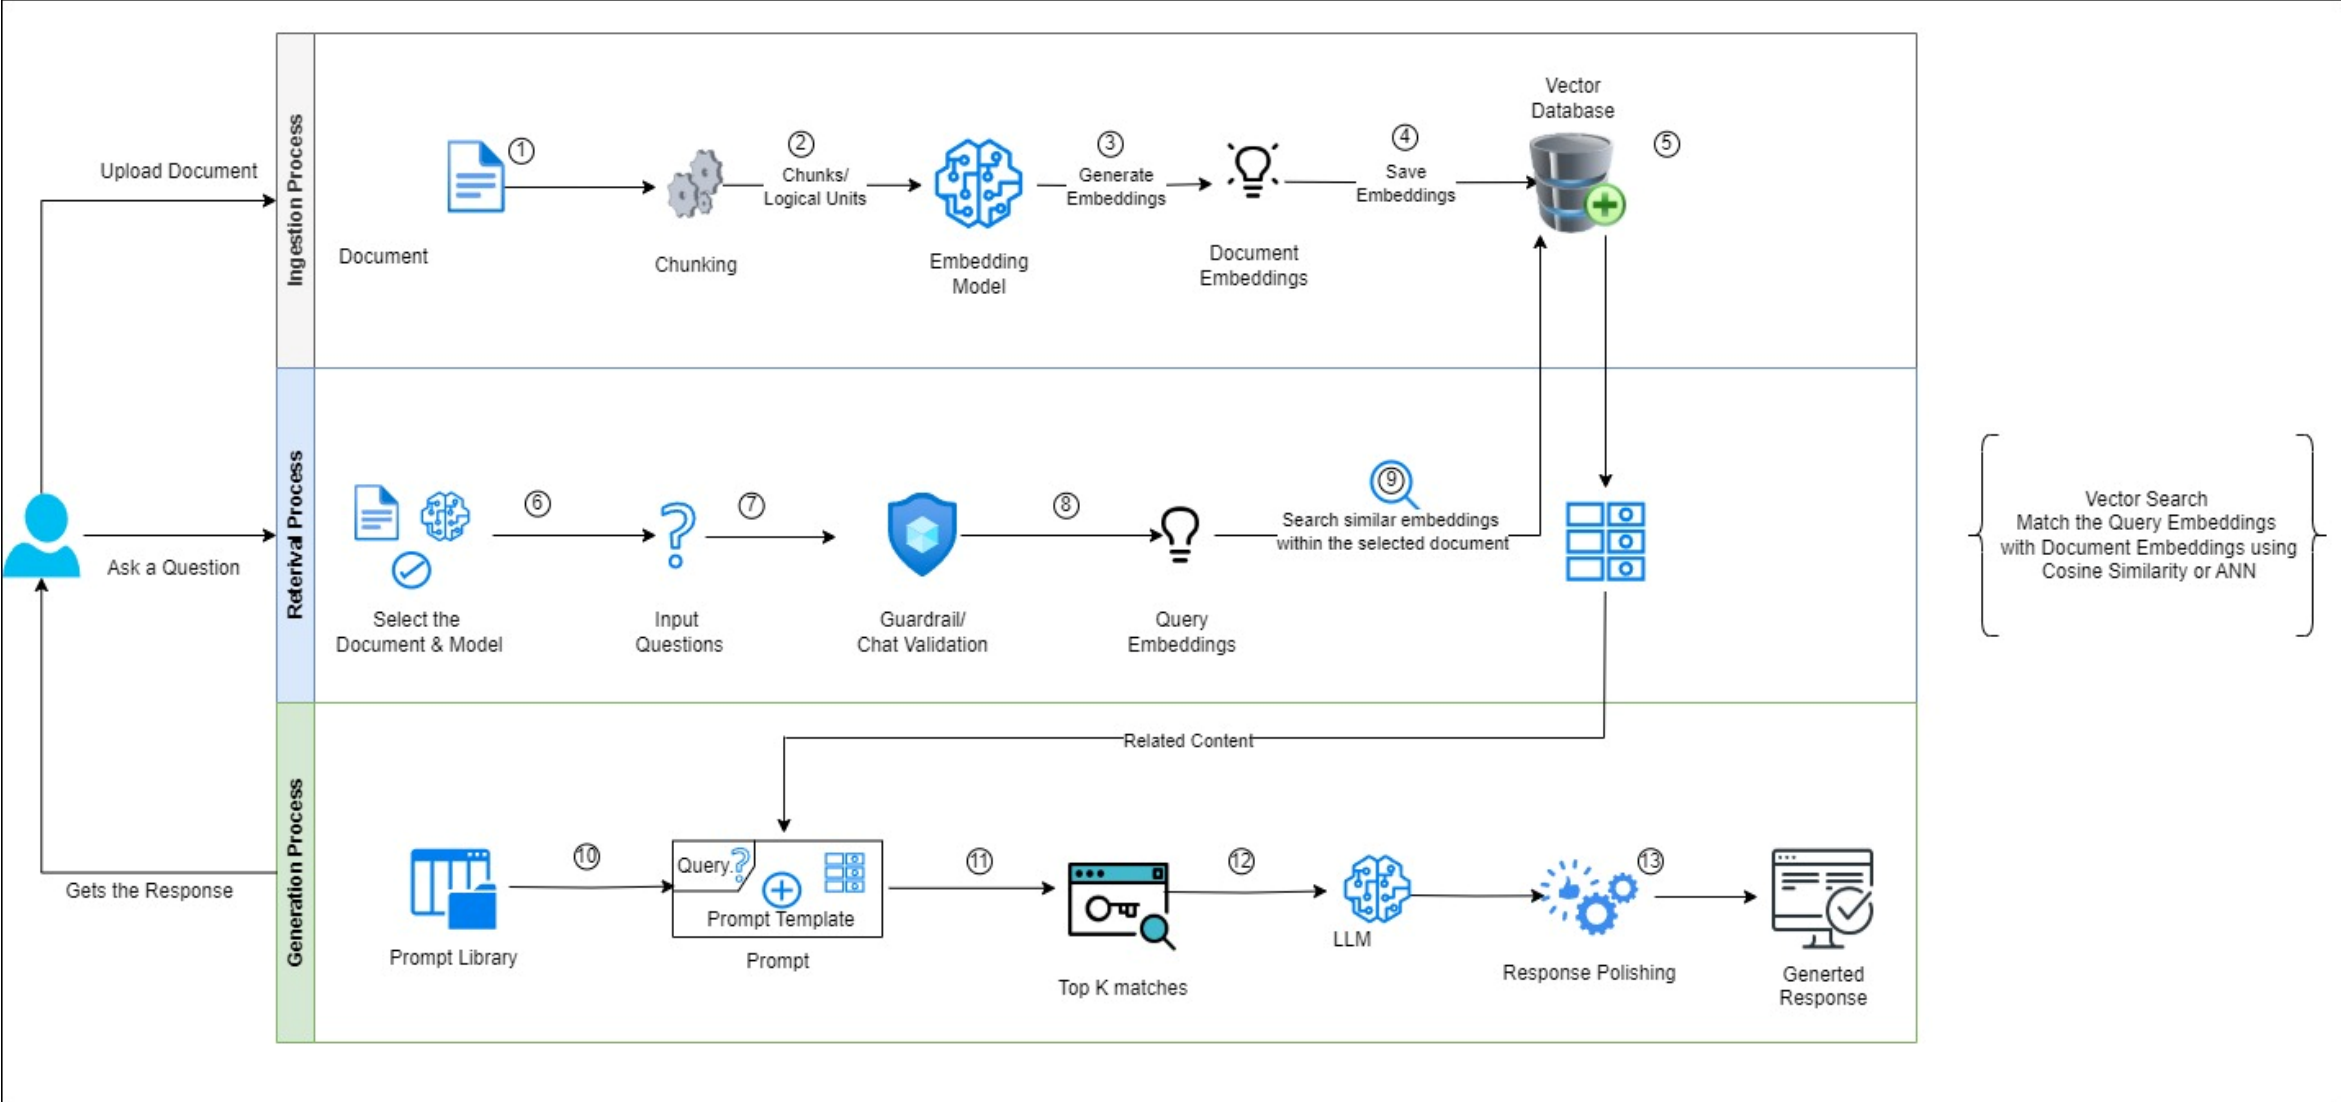 Ingestion Process
Upload Document
Document
1
Chunking
2
Chunks/
Logical Units
Embedding
Model
3
Generate
Embeddings
Document
Embeddings
4
Save
Embeddings
Vector
Database
5
Reterival Process
Ask a Question
Select the
Document & Model
6
Input
Questions
7
Guardrail/
Chat Validation
8
Query
Embeddings
9
Search similar embeddings
within the selected document
Vector Search
Match the Query Embeddings
with Document Embeddings using
Cosine Similarity or ANN
Generation Process
Gets the Response
Related Content
Prompt Library
10
Query.
Prompt Template
Prompt
11
Top K matches
12
LLM
Response Polishing
13
Generted
Response